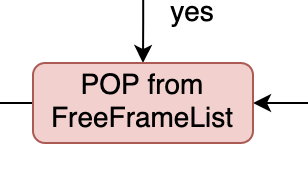 yes
POP from
FreeFrameList